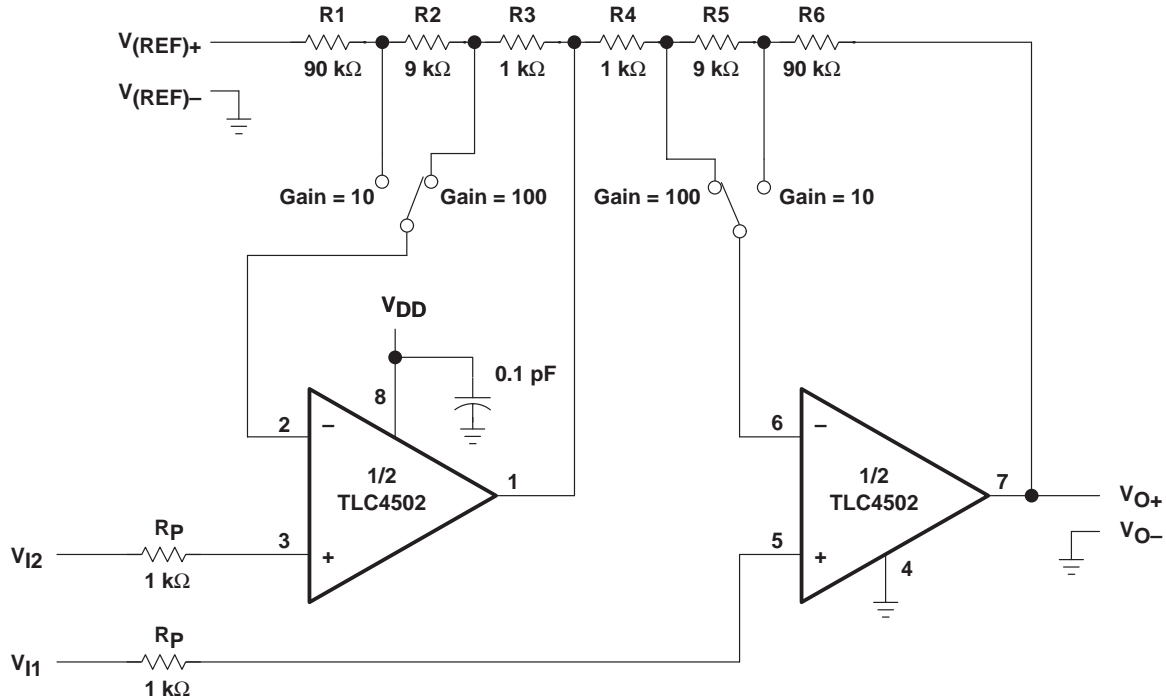 R1 R2 R3 R4 R5 R6
V(REF)+
90 kΩ 9 kΩ 1 kΩ 1 kΩ 9 kΩ 90 kΩ
V(REF)–
Gain = 10 Gain = 100 Gain = 100 Gain = 10
VDD
0.1 pF
8
2 – 6 –
1/2 1/2
TLC4502 1 TLC4502 7
VO+
VO–
RP
VI2 3 + 5 + 4
1 kΩ
RP
VI1
1 kΩ